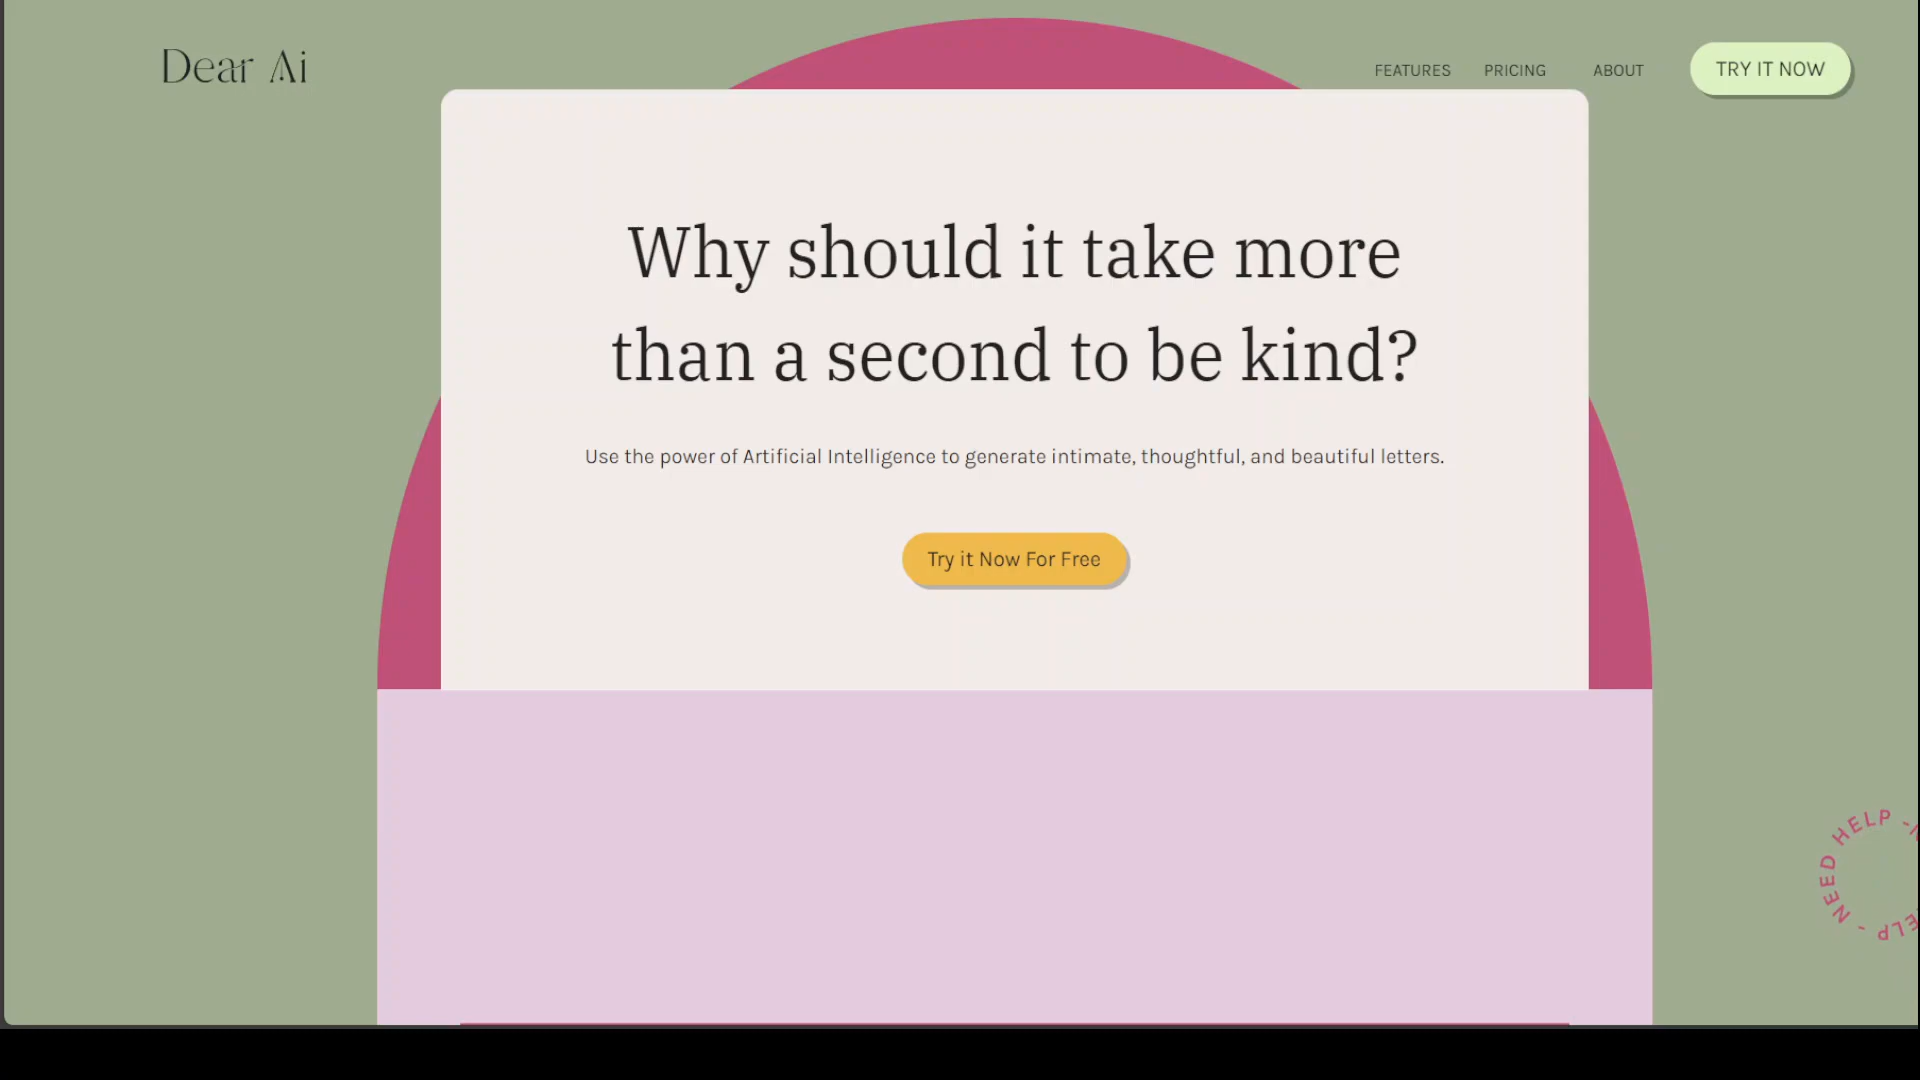 Dear Ai
FEATURES
PRICING
ABOUT
TRY IT NOW
Why should it take more
than a second to be kind?
Use the power of Artificial Intelligence to generate intimate, thoughtful, and beautiful letters.
Try it Now For Free
NEED HELP -